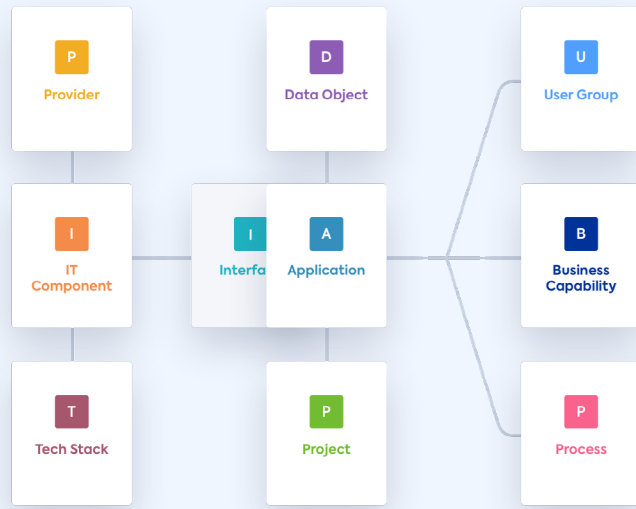 P
Provider
D
Data Object
U
User Group
I
IT
Component
I
Interfa
A
Application
B
Business
Capability
T
Tech Stack
P
Project
P
Process